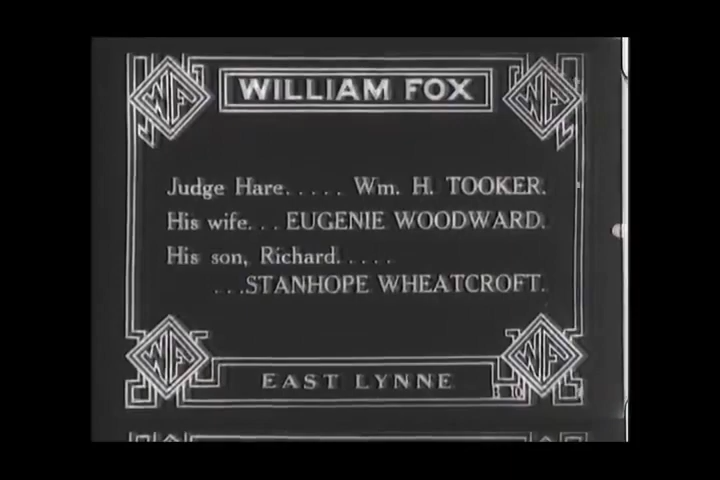 WILLIAM FOX
Judge Hare..... Wm. H. TOOKER.
His wife... EUGENIE WOODWARD.
His son, Richard.....
...STANHOPE WHEATCROFT.
EAST LYNNE